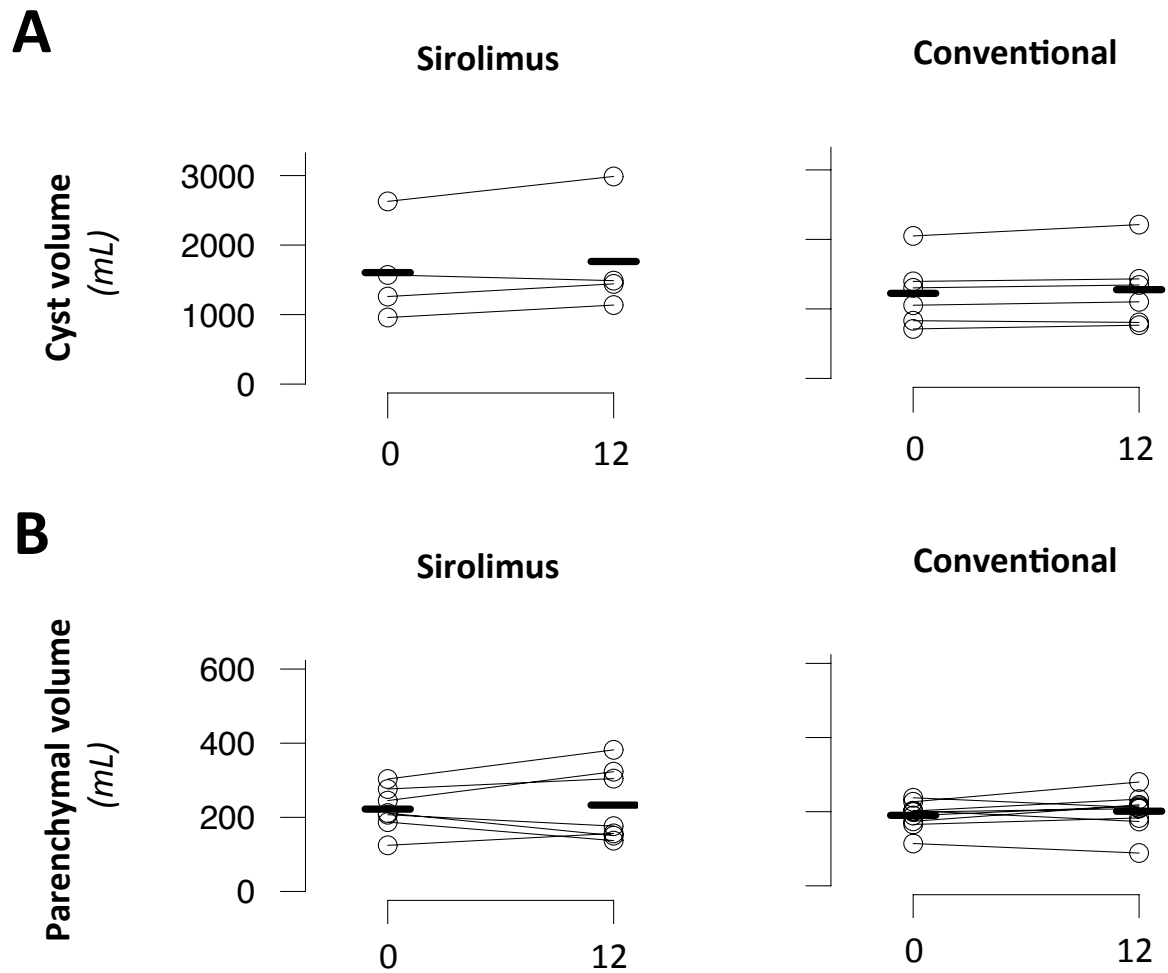 A
Sirolimus
Conventional
Cyst volume
(mL)
3000
2000
1000
0
0
12
0
12
B
Sirolimus
Conventional
Parenchymal volume
(mL)
600
400
200
0
0
12
0
12